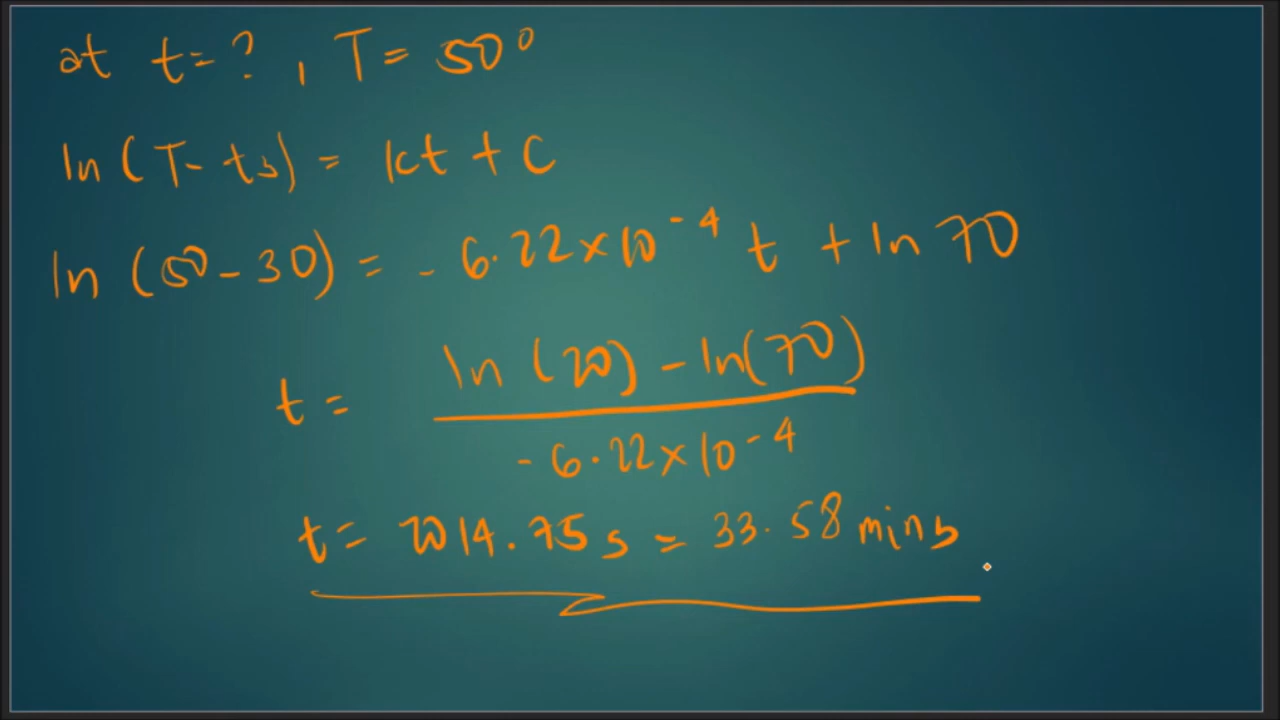 at t = ? , T = 50°
ln (T - ts) = kt + C
ln (50 - 30) = - 6.22 × 10⁻⁴ t + ln 70
t = ln (20) - ln(70)
- 6.22 × 10⁻⁴
t = 2014.75 s = 33.58 mins